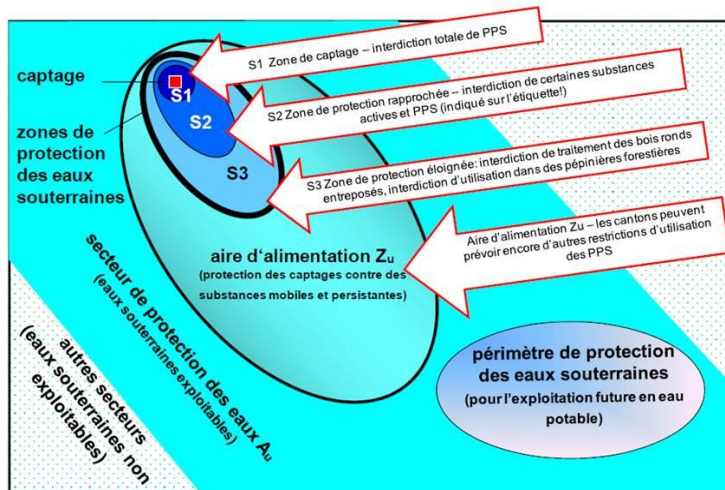 S1 Zone de captage – interdiction totale de PPS
captage
S1
S2 Zone de protection rapprochée – interdiction de certaines substances
actives et PPS (indiqué sur l'étiquette!)
S2
zones de
protection
des eaux
souterraines
S3 Zone de protection éloignée: interdiction de traitement des bois ronds
entreposés, interdiction d'utilisation dans des pépinières forestières
S3
Aire d'alimentation Zu – les cantons peuvent
prévoir encore d'autres restrictions d'utilisation
des PPS
aire d'alimentation Zu
(protection des captages contre des
substances mobiles et persistantes)
secteur de protection des eaux Au
(eaux souterraines exploitables)
autres secteurs
(eaux souterraines non
exploitables)
périmètre de protection
des eaux souterraines
(pour l'exploitation future en eau
potable)